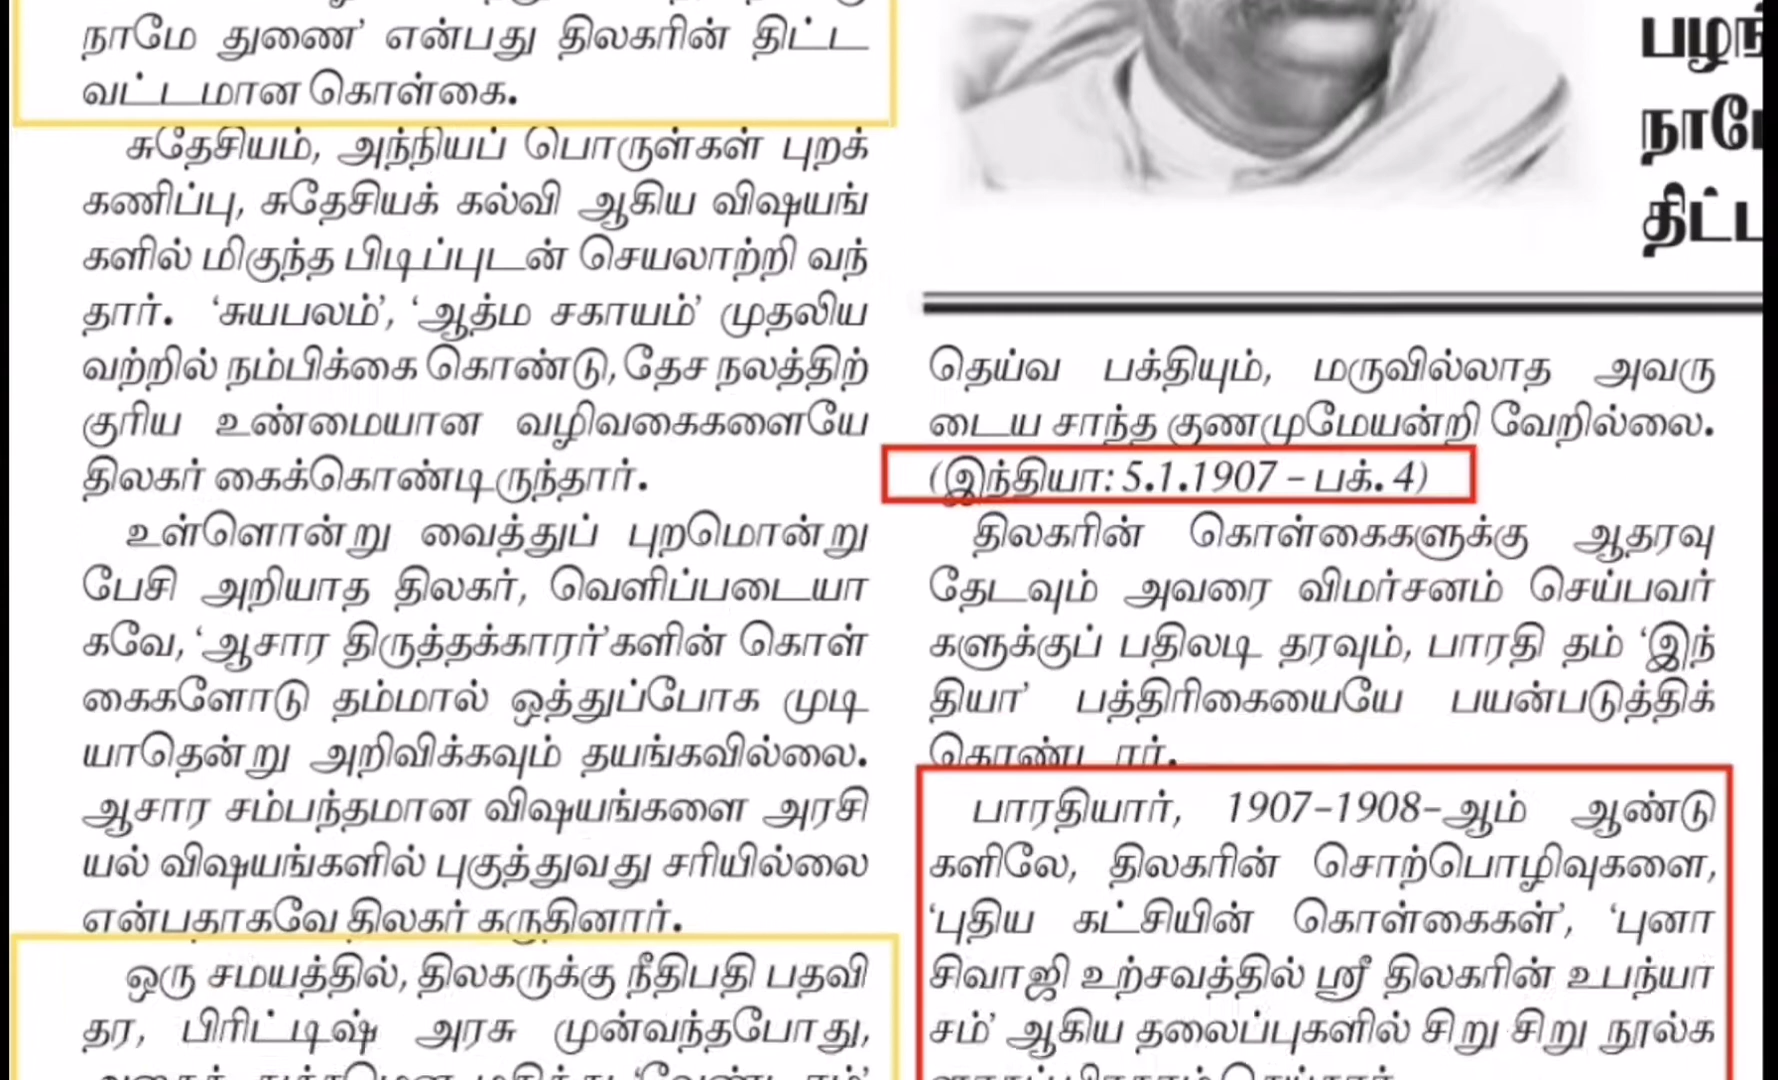 நாமே துணை’ என்பது திலகரின் திட்ட
வட்டமான கொள்கை.
சுதேசியம், அந்நியப் பொருள்கள் புறக்
கணிப்பு, சுதேசியக் கல்வி ஆகிய விஷயங்
களில் மிகுந்த பிடிப்புடன் செயலாற்றி வந்
தார். ‘சுயபலம்’, ‘ஆத்ம சகாயம்’ முதலிய
வற்றில் நம்பிக்கை கொண்டு, தேச நலத்திற்
குரிய உண்மையான வழிவகைகளையே
திலகர் கைக்கொண்டிருந்தார்.
உள்ளொன்று வைத்துப் புறமொன்று
பேசி அறியாத திலகர், வெளிப்படையா
கவே, ‘ஆசார திருத்தக்காரர்’களின் கொள்
கைகளோடு தம்மால் ஒத்துப்போக முடி
யாதென்று அறிவிக்கவும் தயங்கவில்லை.
ஆசார சம்பந்தமான விஷயங்களை அரசி
யல் விஷயங்களில் புகுத்துவது சரியில்லை
என்பதாகவே திலகர் கருதினார்.
ஒரு சமயத்தில், திலகருக்கு நீதிபதி பதவி
தர, பிரிட்டிஷ் அரசு முன்வந்தபோது,
தெய்வ பக்தியும், மருவில்லாத அவரு
டைய சாந்த குணமுமேயன்றி வேறில்லை.
(இந்தியா: 5.1.1907 – பக். 4)
திலகரின் கொள்கைகளுக்கு ஆதரவு
தேடவும் அவரை விமர்சனம் செய்பவர்
களுக்குப் பதிலடி தரவும், பாரதி தம் ‘இந்
தியா’ பத்திரிகையையே பயன்படுத்திக்
கொண்டார்.
பாரதியார், 1907–1908–ஆம் ஆண்டு
களிலே, திலகரின் சொற்பொழிவுகளை,
‘புதிய கட்சியின் கொள்கைகள்’, ‘புனா
சிவாஜி உற்சவத்தில் ஸ்ரீ திலகரின் உபந்யா
சம்’ ஆகிய தலைப்புகளில் சிறு சிறு நூல்க